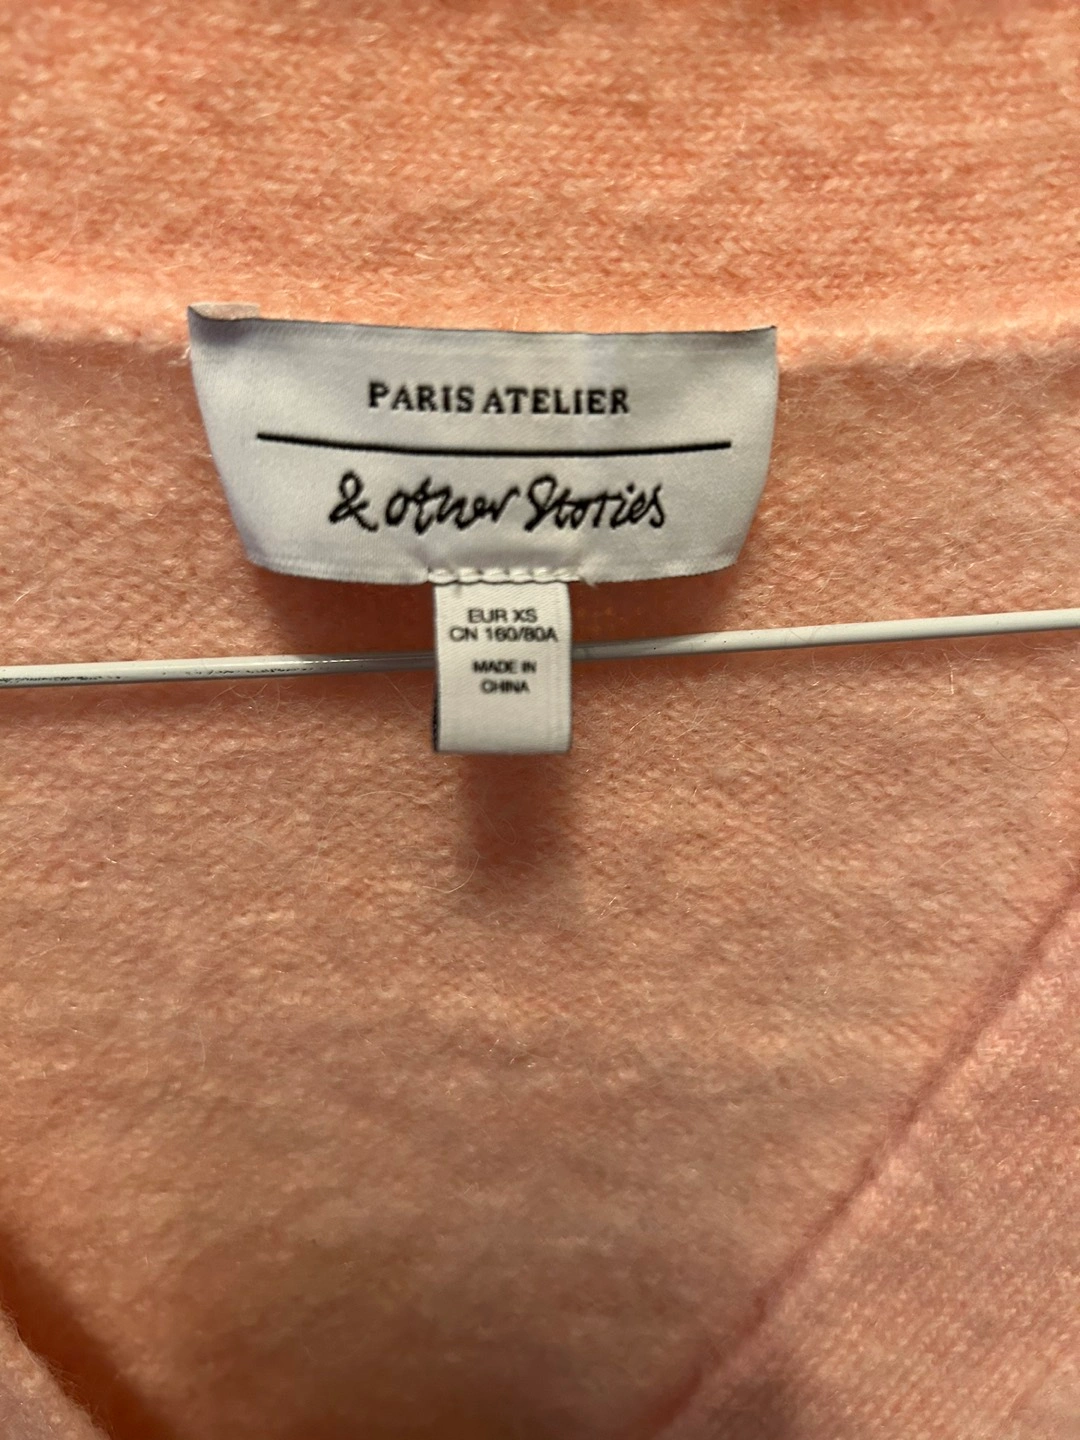 PARIS ATELIER
& other Stories
EUR XS
CN 160/80A
MADE IN
CHINA